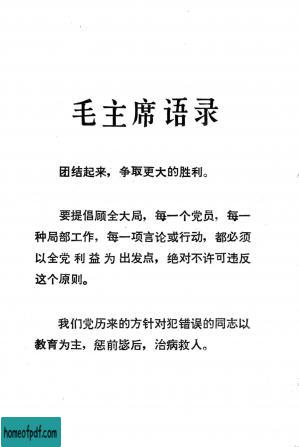 毛主席语录
团结起来，争取更大的胜利。
要提倡顾全大局，每一个党员，每一
种局部工作，每一项言论或行动，都必须
以全党利益为出发点，绝对不许可违反
这个原则。
我们党历来的方针对犯错误的同志以
教育为主，惩前毖后，治病救人。
homeofpdf.com